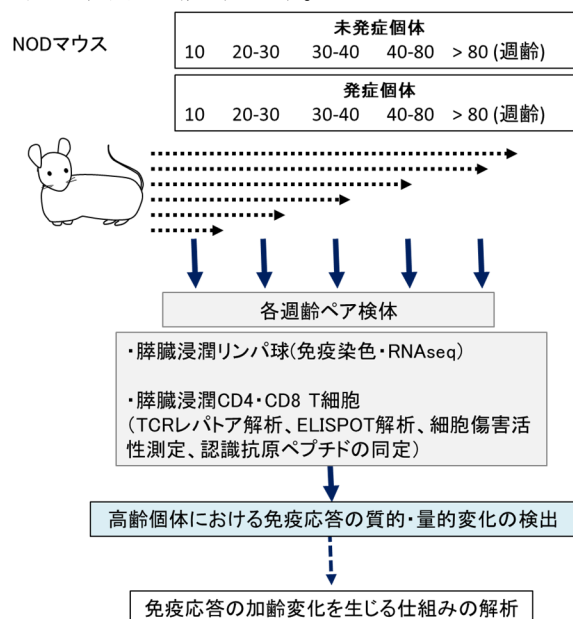 未発症個体
NODマウス
10 20-30 30-40 40-80 > 80 (週齢)
発症個体
10 20-30 30-40 40-80 > 80 (週齢)
各週齢ペア検体
・膵臓浸潤リンパ球(免疫染色・RNAseq)
・膵臓浸潤CD4・CD8 T細胞
(TCRレパトア解析、ELISPOT解析、細胞傷害活
性測定、認識抗原ペプチドの同定)
高齢個体における免疫応答の質的・量的変化の検出
免疫応答の加齢変化を生じる仕組みの解析